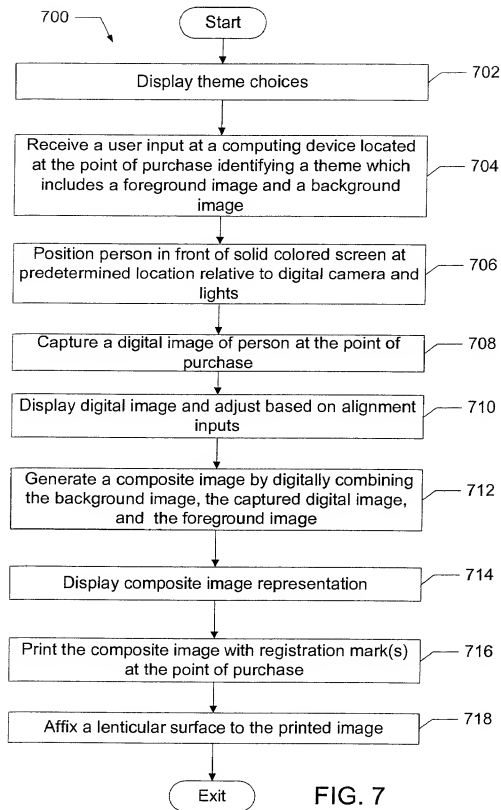 700
Start
Display theme choices
702
Receive a user input at a computing device located
at the point of purchase identifying a theme which
includes a foreground image and a background
image
704
Position person in front of solid colored screen at
predetermined location relative to digital camera and
lights
706
Capture a digital image of person at the point of
purchase
708
Display digital image and adjust based on alignment
inputs
710
Generate a composite image by digitally combining
the background image, the captured digital image,
and the foreground image
712
Display composite image representation
714
Print the composite image with registration mark(s)
at the point of purchase
716
Affix a lenticular surface to the printed image
718
Exit
FIG. 7